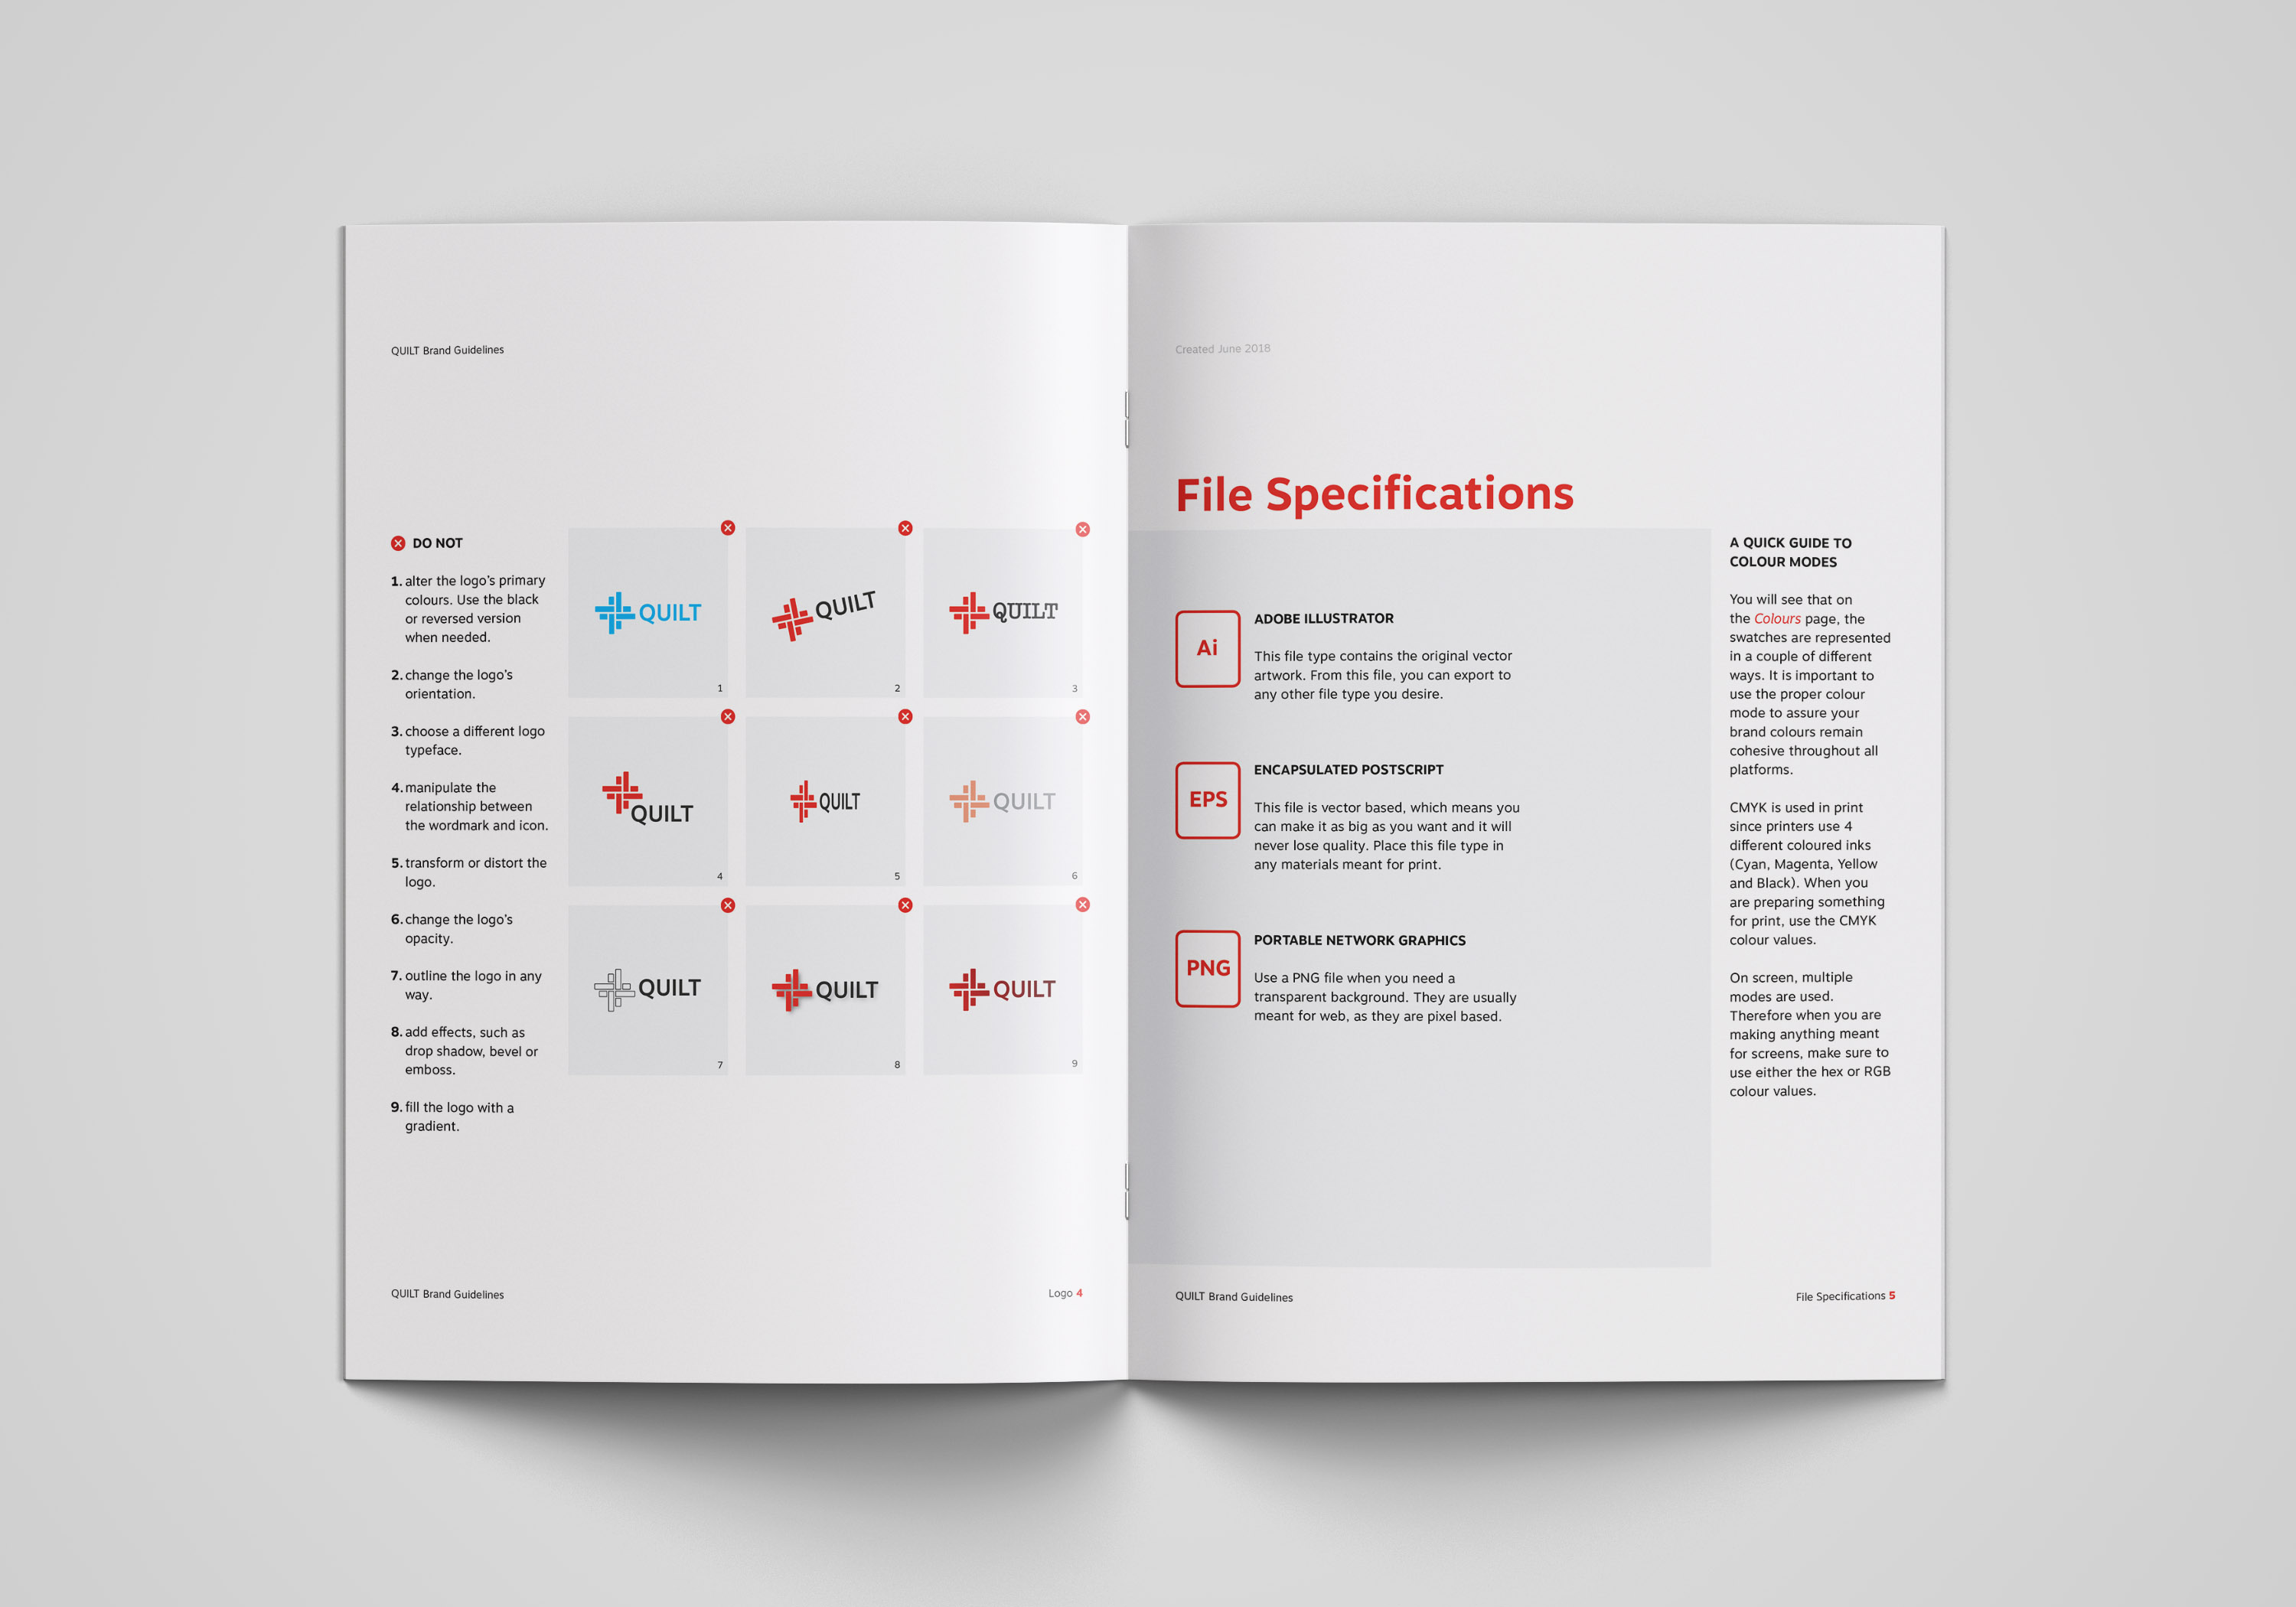 QUILT Brand Guidelines
DO NOT
1. alter the logo's primary
colours. Use the black
or reversed version
when needed.
2. change the logo's
orientation.
3. choose a different logo
typeface.
4. manipulate the
relationship between
the wordmark and icon.
5. transform or distort the
logo.
6. change the logo's
opacity.
7. outline the logo in any
way.
8. add effects, such as
drop shadow, bevel or
emboss.
9. fill the logo with a
gradient.
QUILT
1
QUILT
2
QUILT
3
QUILT
4
QUILT
5
QUILT
6
QUILT
7
QUILT
8
QUILT
9
QUILT Brand Guidelines
Logo 4
Created June 2018
File Specifications
Ai
ADOBE ILLUSTRATOR
This file type contains the original vector
artwork. From this file, you can export to
any other file type you desire.
EPS
ENCAPSULATED POSTSCRIPT
This file is vector based, which means you
can make it as big as you want and it will
never lose quality. Place this file type in
any materials meant for print.
PNG
PORTABLE NETWORK GRAPHICS
Use a PNG file when you need a
transparent background. They are usually
meant for web, as they are pixel based.
A QUICK GUIDE TO
COLOUR MODES
You will see that on
the Colours page, the
swatches are represented
in a couple of different
ways. It is important to
use the proper colour
mode to assure your
brand colours remain
cohesive throughout all
platforms.
CMYK is used in print
since printers use 4
different coloured inks
(Cyan, Magenta, Yellow
and Black). When you
are preparing something
for print, use the CMYK
colour values.
On screen, multiple
modes are used.
Therefore when you are
making anything meant
for screens, make sure to
use either the hex or RGB
colour values.
QUILT Brand Guidelines
File Specifications 5